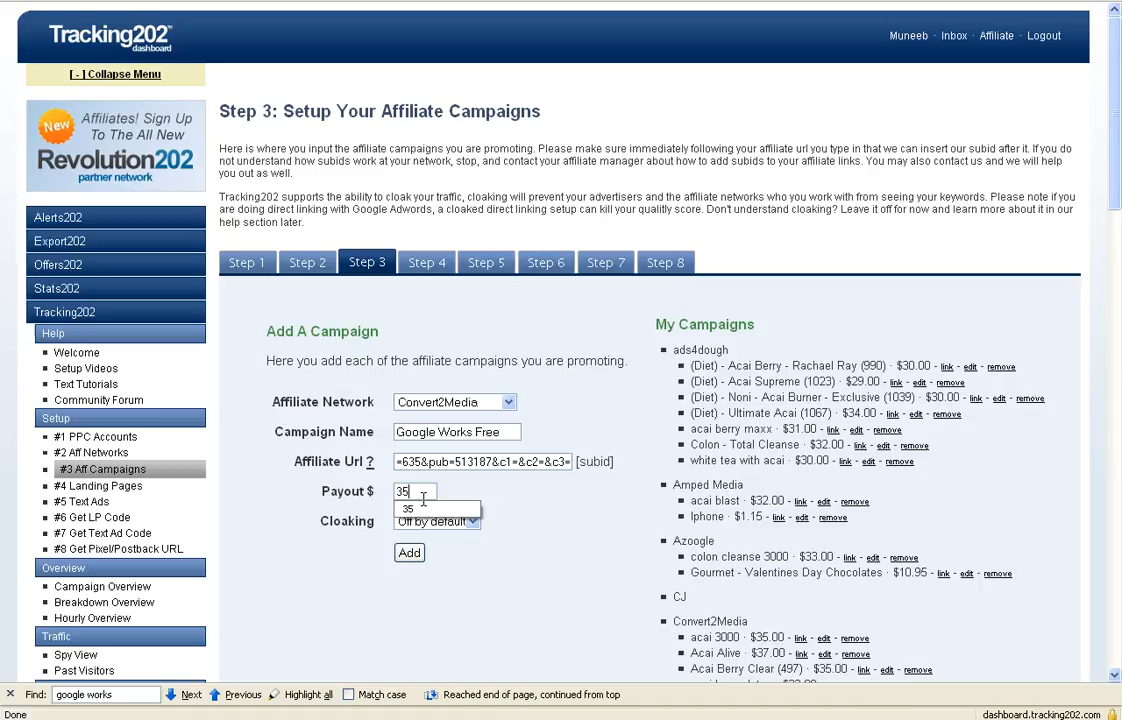 Tracking202™
dashboard
Muneeb · Inbox · Affiliate · Logout
[ - ] Collapse Menu
New
Affiliates! Sign Up
To The All New
Revolution202
partner network
Alerts202
Export202
Offers202
Stats202
Tracking202
Help
Welcome
Setup Videos
Text Tutorials
Community Forum
Setup
#1 PPC Accounts
#2 Aff Networks
#3 Aff Campaigns
#4 Landing Pages
#5 Text Ads
#6 Get LP Code
#7 Get Text Ad Code
#8 Get Pixel/Postback URL
Overview
Campaign Overview
Breakdown Overview
Hourly Overview
Traffic
Spy View
Past Visitors
Step 3: Setup Your Affiliate Campaigns
Here is where you input the affiliate campaigns you are promoting. Please make sure immediately following your affiliate url you type in that we can insert our subid after it. If you do
not understand how subids work at your network, stop, and contact your affiliate manager about how to add subids to your affiliate links. You may also contact us and we will help
you out as well.
Tracking202 supports the ability to cloak your traffic, cloaking will prevent your advertisers and the affiliate networks who you work with from seeing your keywords. Please note if you
are doing direct linking with Google Adwords, a cloaked direct linking setup can kill your qualitly score. Don't understand cloaking? Leave it off for now and learn more about it in our
help section later.
Step 1 Step 2 Step 3 Step 4 Step 5 Step 6 Step 7 Step 8
Add A Campaign
Here you add each of the affiliate campaigns you are promoting.
Affiliate Network Convert2Media
Campaign Name Google Works Free
Affiliate Url ? =635&pub=513187&c1=&c2=&c3= [subid]
Payout $ 35
35
Cloaking Off by default
Add
My Campaigns
ads4dough
(Diet) - Acai Berry - Rachael Ray (990) · $30.00 - link - edit - remove
(Diet) - Acai Supreme (1023) · $29.00 - link - edit - remove
(Diet) - Noni - Acai Burner - Exclusive (1039) · $30.00 - link - edit - remove
(Diet) - Ultimate Acai (1067) · $34.00 - link - edit - remove
acai berry maxx · $31.00 - link - edit - remove
Colon - Total Cleanse · $32.00 - link - edit - remove
white tea with acai · $30.00 - link - edit - remove
Amped Media
acai blast · $32.00 - link - edit - remove
Iphone · $1.15 - link - edit - remove
Azoogle
colon cleanse 3000 · $33.00 - link - edit - remove
Gourmet - Valentines Day Chocolates · $10.95 - link - edit - remove
CJ
Convert2Media
acai 3000 · $35.00 - link - edit - remove
Acai Alive · $37.00 - link - edit - remove
Acai Berry Clear (497) · $35.00 - link - edit - remove
Find: google works Next Previous Highlight all Match case Reached end of page, continued from top
Done dashboard.tracking202.com